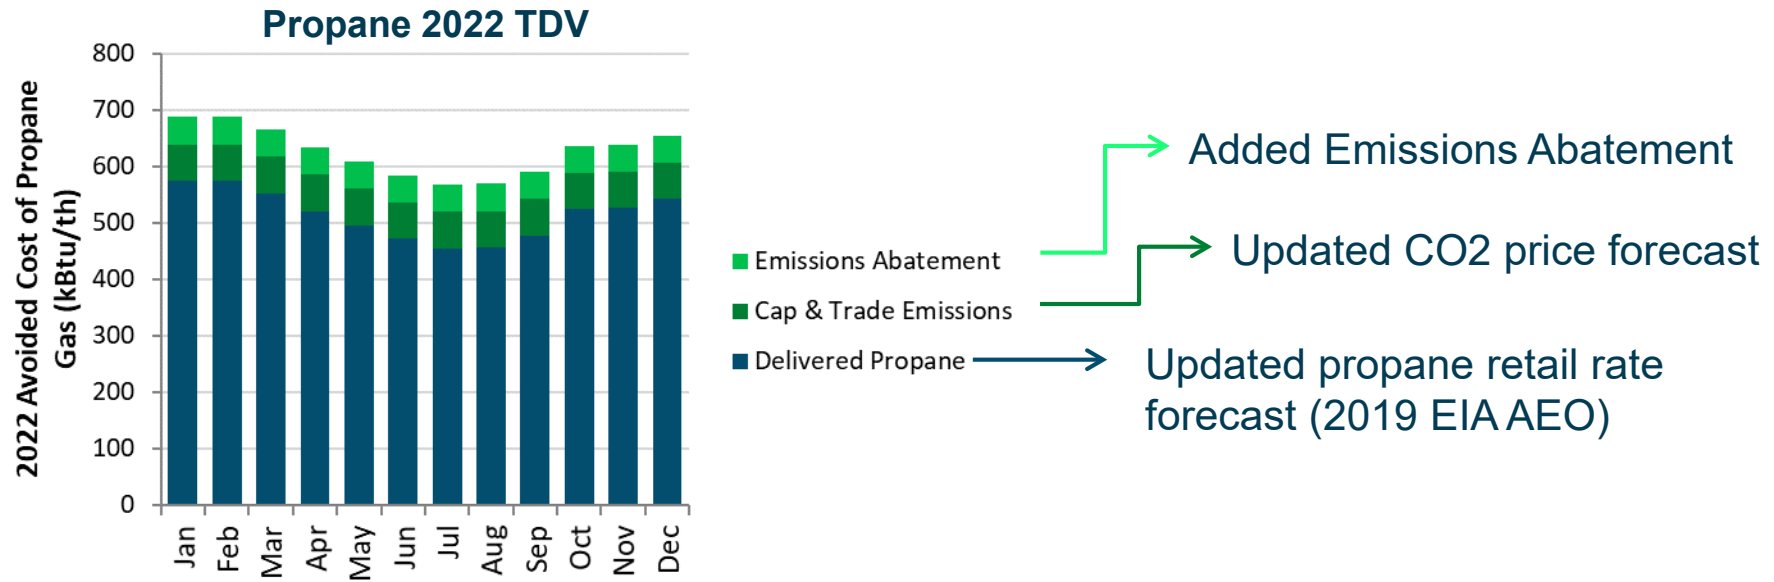 Propane 2022 TDV
2022 Avoided Cost of Propane
Gas (kBtu/th)
800
700
600
500
400
300
200
100
0
Jan
Feb
Mar
Apr
May
Jun
Jul
Aug
Sep
Oct
Nov
Dec
Emissions Abatement
Cap & Trade Emissions
Delivered Propane
Added Emissions Abatement
Updated CO2 price forecast
Updated propane retail rate
forecast (2019 EIA AEO)